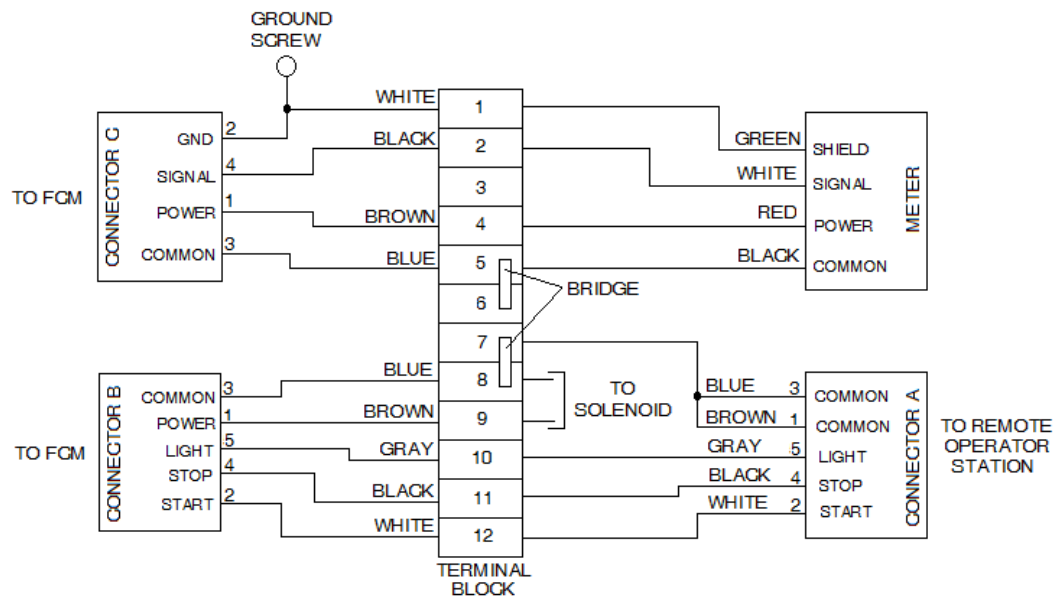 GROUND
SCREW
TO FCM
CONNECTOR C
GND 2
SIGNAL 4
POWER 1
COMMON 3
WHITE
BLACK
BROWN
BLUE
1
2
3
4
5
6
7
8
9
10
11
12
TERMINAL
BLOCK
BRIDGE
GREEN
WHITE
RED
BLACK
SHIELD
SIGNAL
POWER
COMMON
METER
TO FCM
CONNECTOR B
COMMON 3
POWER 1
LIGHT 5
STOP 4
START 2
BLUE
BROWN
GRAY
BLACK
WHITE
TO
SOLENOID
BLUE 3 COMMON
BROWN 1 COMMON
GRAY 5 LIGHT
BLACK 4 STOP
WHITE 2 START
CONNECTOR A
TO REMOTE
OPERATOR
STATION